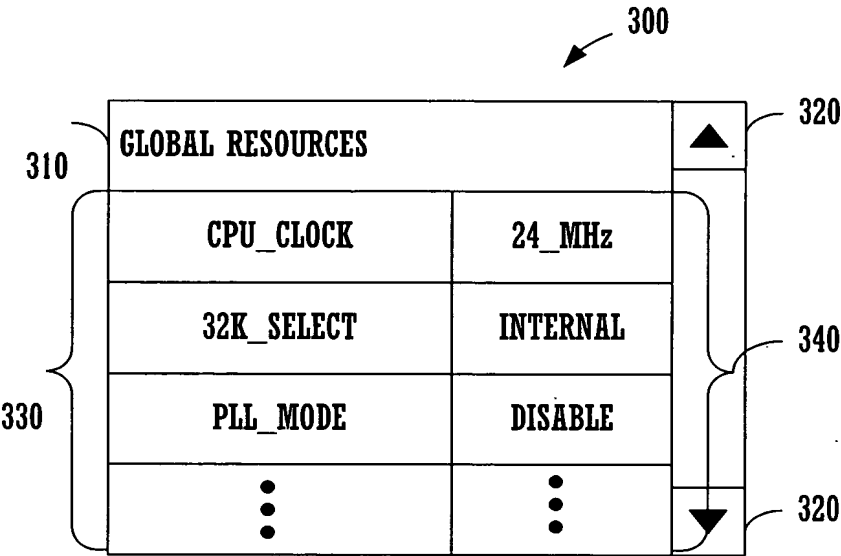 300
320
GLOBAL RESOURCES
310
CPU_CLOCK 24_MHz
32K_SELECT INTERNAL
340
330
PLL_MODE DISABLE
320